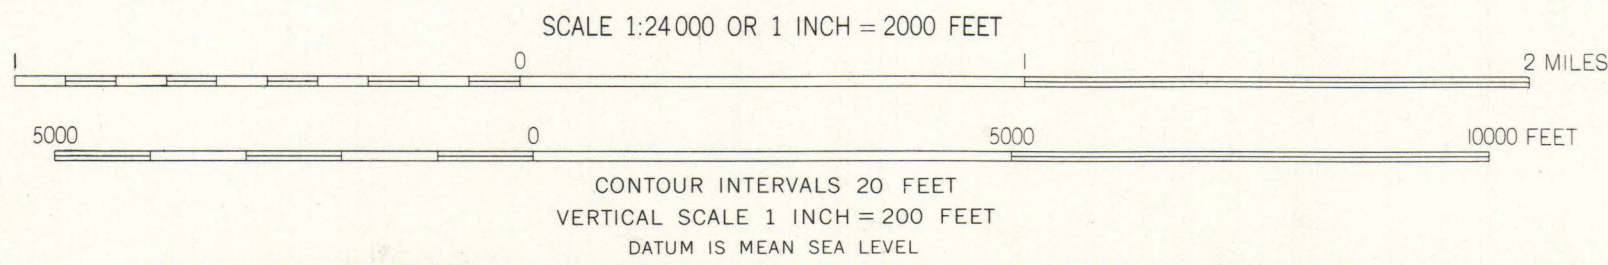 SCALE 1:24000 OR 1 INCH = 2000 FEET
1 0 1 2 MILES
5000 0 5000 10000 FEET
CONTOUR INTERVALS 20 FEET
VERTICAL SCALE 1 INCH = 200 FEET
DATUM IS MEAN SEA LEVEL